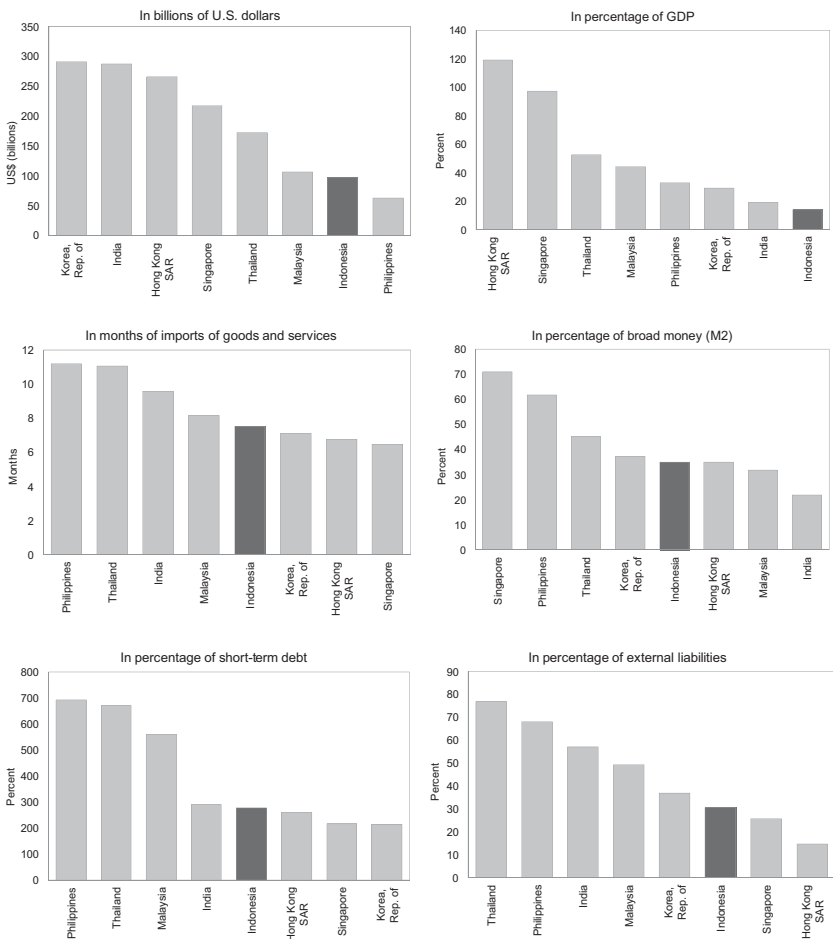 In billions of U.S. dollars
US$ (billions)
350
300
250
200
150
100
50
0
Korea,
Rep. of
India
Hong Kong
SAR
Singapore
Thailand
Malaysia
Indonesia
Philippines
In percentage of GDP
Percent
140
120
100
80
60
40
20
0
Hong Kong
SAR
Singapore
Thailand
Malaysia
Philippines
Korea,
Rep. of
India
Indonesia
In months of imports of goods and services
Months
12
10
8
6
4
2
0
Philippines
Thailand
India
Malaysia
Indonesia
Korea,
Rep. of
Hong Kong
SAR
Singapore
In percentage of broad money (M2)
Percent
80
70
60
50
40
30
20
10
0
Singapore
Philippines
Thailand
Korea,
Rep. of
Indonesia
Hong Kong
SAR
Malaysia
India
In percentage of short-term debt
Percent
800
700
600
500
400
300
200
100
0
Philippines
Thailand
Malaysia
India
Indonesia
Hong Kong
SAR
Singapore
Korea,
Rep. of
In percentage of external liabilities
Percent
90
80
70
60
50
40
30
20
10
0
Thailand
Philippines
India
Malaysia
Korea,
Rep. of
Indonesia
Singapore
Hong Kong
SAR